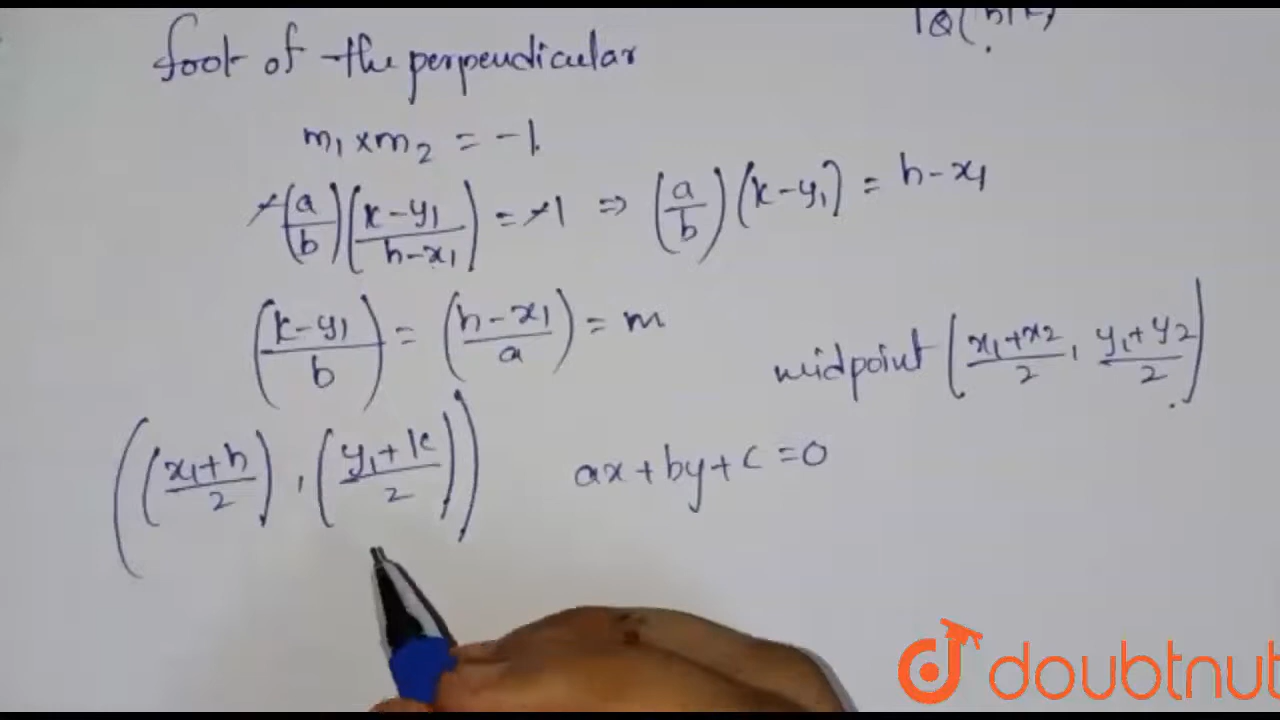 foot of the perpendicular
m₁ × m₂ = -1
-(a/b)((k-y₁)/(h-x₁)) = -1 ⇒ (a/b)(k-y₁) = h-x₁
((k-y₁)/b) = ((h-x₁)/a) = m
midpoint ((x₁+x₂)/2, (y₁+y₂)/2)
(((x₁+h)/2), ((y₁+k)/2)) ax+by+c=0
doubtnut